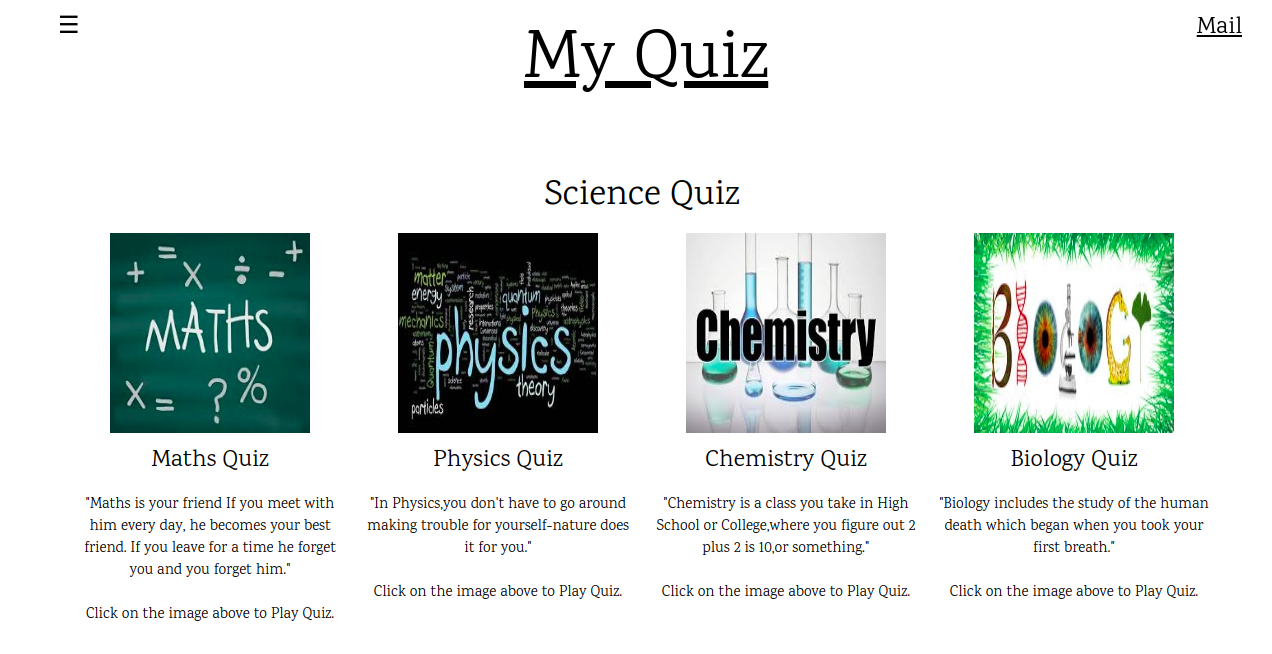 ☰
My Quiz
Mail
Science Quiz
MATHS
+ = x ÷ - +
x = ? %
matter
energy
quantum
Physics
mechanics
research
physics
theory
particles
Chemistry
BIOLOGY
Maths Quiz
"Maths is your friend If you meet with
him every day, he becomes your best
friend. If you leave for a time he forget
you and you forget him."
Click on the image above to Play Quiz.
Physics Quiz
"In Physics,you don't have to go around
making trouble for yourself-nature does
it for you."
Click on the image above to Play Quiz.
Chemistry Quiz
"Chemistry is a class you take in High
School or College,where you figure out 2
plus 2 is 10,or something."
Click on the image above to Play Quiz.
Biology Quiz
"Biology includes the study of the human
death which began when you took your
first breath."
Click on the image above to Play Quiz.